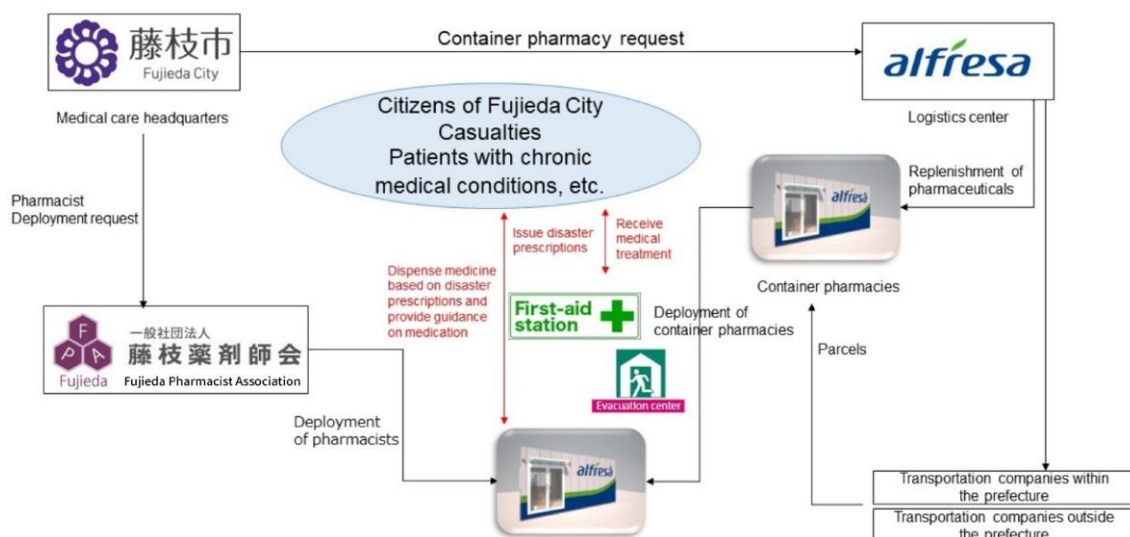 藤枝市
Fujieda City
Container pharmacy request
alfresa
Medical care headquarters
Logistics center
Citizens of Fujieda City
Casualties
Patients with chronic
medical conditions, etc.
Replenishment of
pharmaceuticals
alfresa
Pharmacist
Deployment request
Issue disaster
prescriptions
Receive
medical
treatment
Dispense medicine
based on disaster
prescriptions and
provide guidance
on medication
Container pharmacies
First-aid
station
Deployment of
container pharmacies
Parcels
F
P
A
Fujieda
一般社団法人
藤枝薬剤師会
Fujieda Pharmacist Association
Evacuation center
Deployment
of pharmacists
alfresa
Transportation companies within
the prefecture
Transportation companies outside
the prefecture